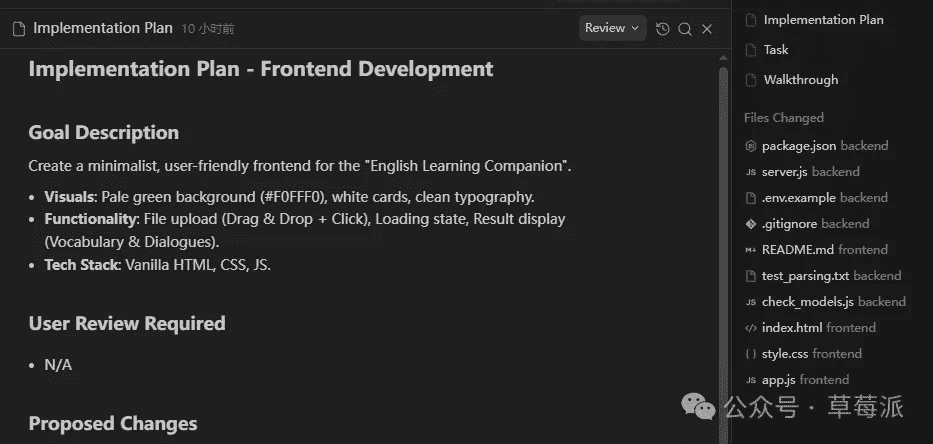 Implementation Plan 10 小时前
Review
Implementation Plan - Frontend Development
Goal Description
Create a minimalist, user-friendly frontend for the "English Learning Companion".
• Visuals: Pale green background (#F0FFF0), white cards, clean typography.
• Functionality: File upload (Drag & Drop + Click), Loading state, Result display
(Vocabulary & Dialogues).
• Tech Stack: Vanilla HTML, CSS, JS.
User Review Required
• N/A
Proposed Changes
Implementation Plan
Task
Walkthrough
Files Changed
package.json backend
JS server.js backend
.env.example backend
.gitignore backend
M↓ README.md frontend
test_parsing.txt backend
JS check_models.js backend
</> index.html frontend
{ } style.css frontend
JS app.js frontend
公众号 · 草莓派